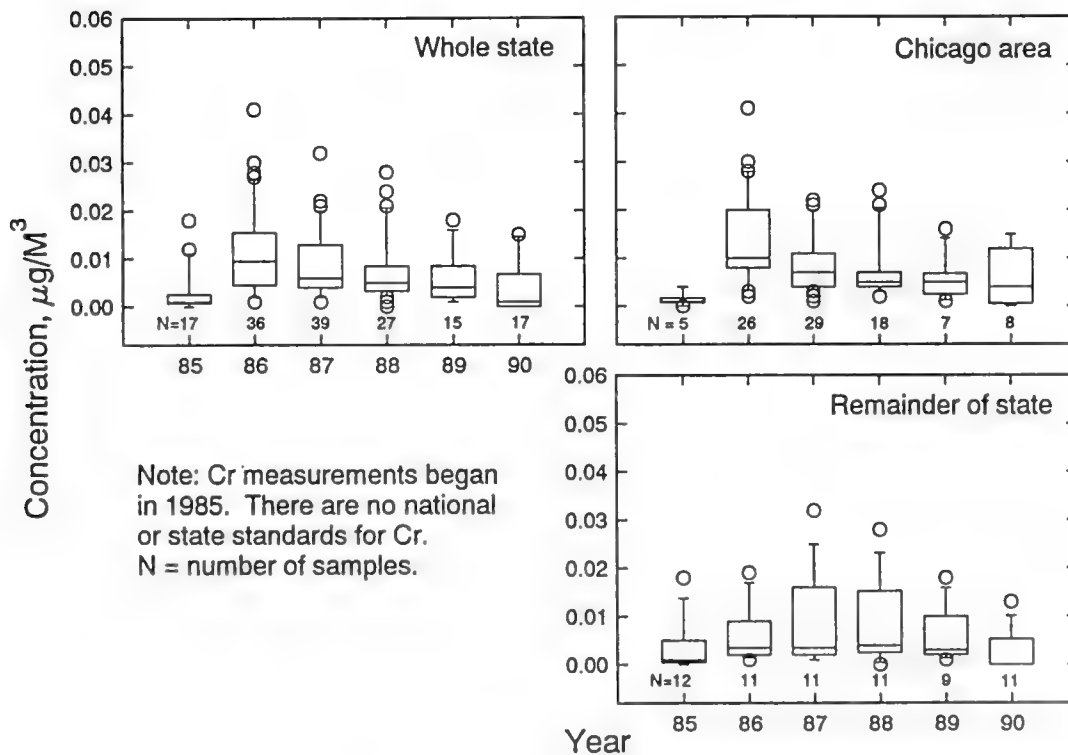 Concentration, μg/M³
Whole state
0.06
0.05
0.04
0.03
0.02
0.01
0.00
N=17 36 39 27 15 17
85 86 87 88 89 90
Chicago area
N = 5 26 29 18 7 8
Note: Cr measurements began
in 1985. There are no national
or state standards for Cr.
N = number of samples.
Remainder of state
0.06
0.05
0.04
0.03
0.02
0.01
0.00
N=12 11 11 11 9 11
85 86 87 88 89 90
Year